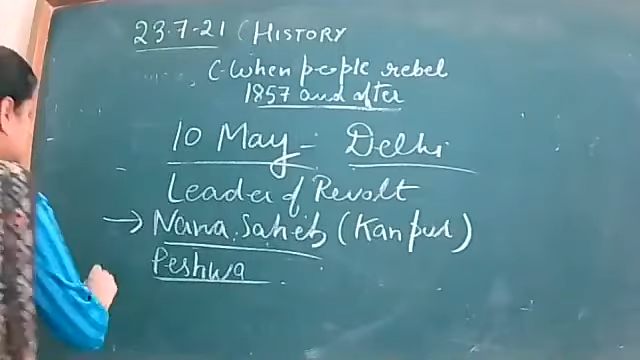 23.7-21 (HISTORY
C-When people rebel
1857 and after
10 May - Delhi
Leader of Revolt
→ Nana Saheb (Kanpur)
Peshwa